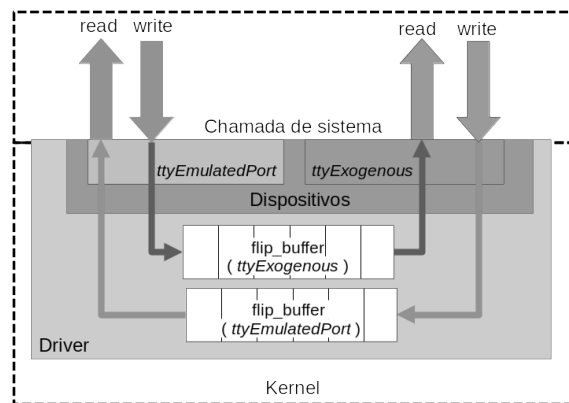 read write read write
Chamada de sistema
ttyEmulatedPort ttyExogenous
Dispositivos
flip_buffer
( ttyExogenous )
flip_buffer
( ttyEmulatedPort )
Driver
Kernel